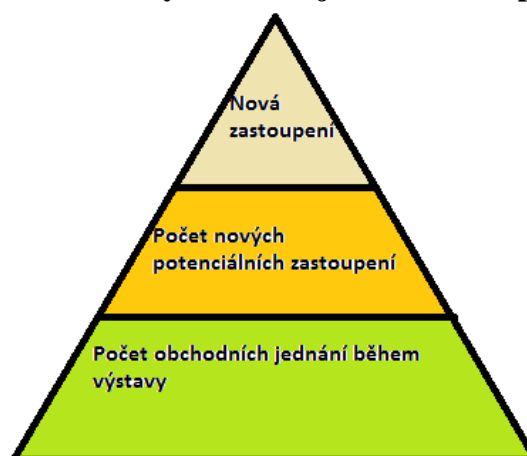 Nová
zastoupení
Počet nových
potenciálních zastoupení
Počet obchodních jednání během
výstavy